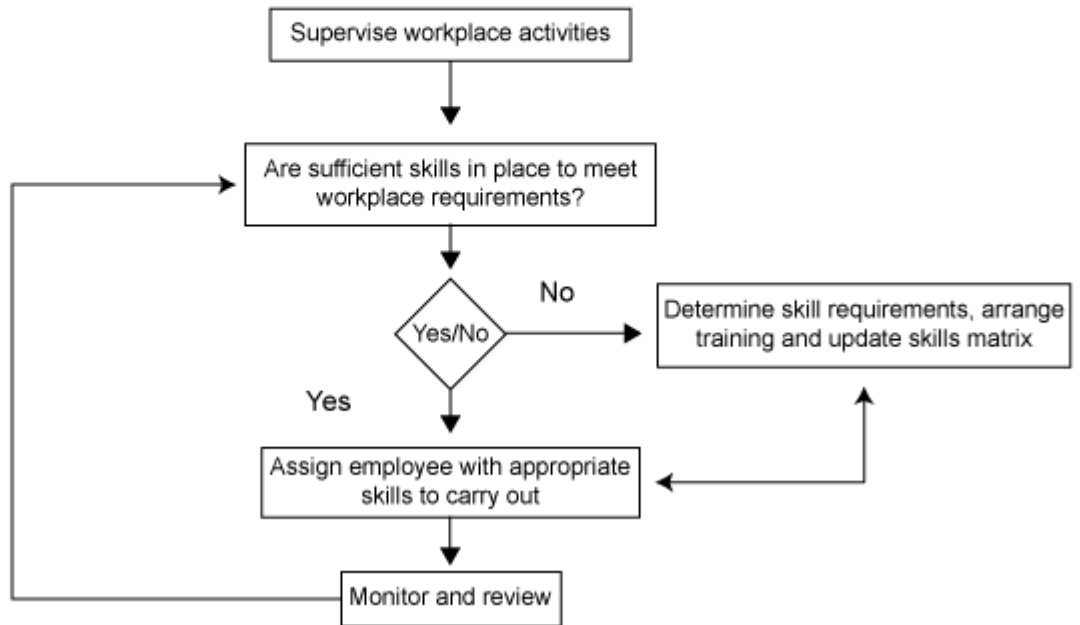 Supervise workplace activities
Are sufficient skills in place to meet
workplace requirements?
Yes/No
No
Determine skill requirements, arrange
training and update skills matrix
Yes
Assign employee with appropriate
skills to carry out
Monitor and review